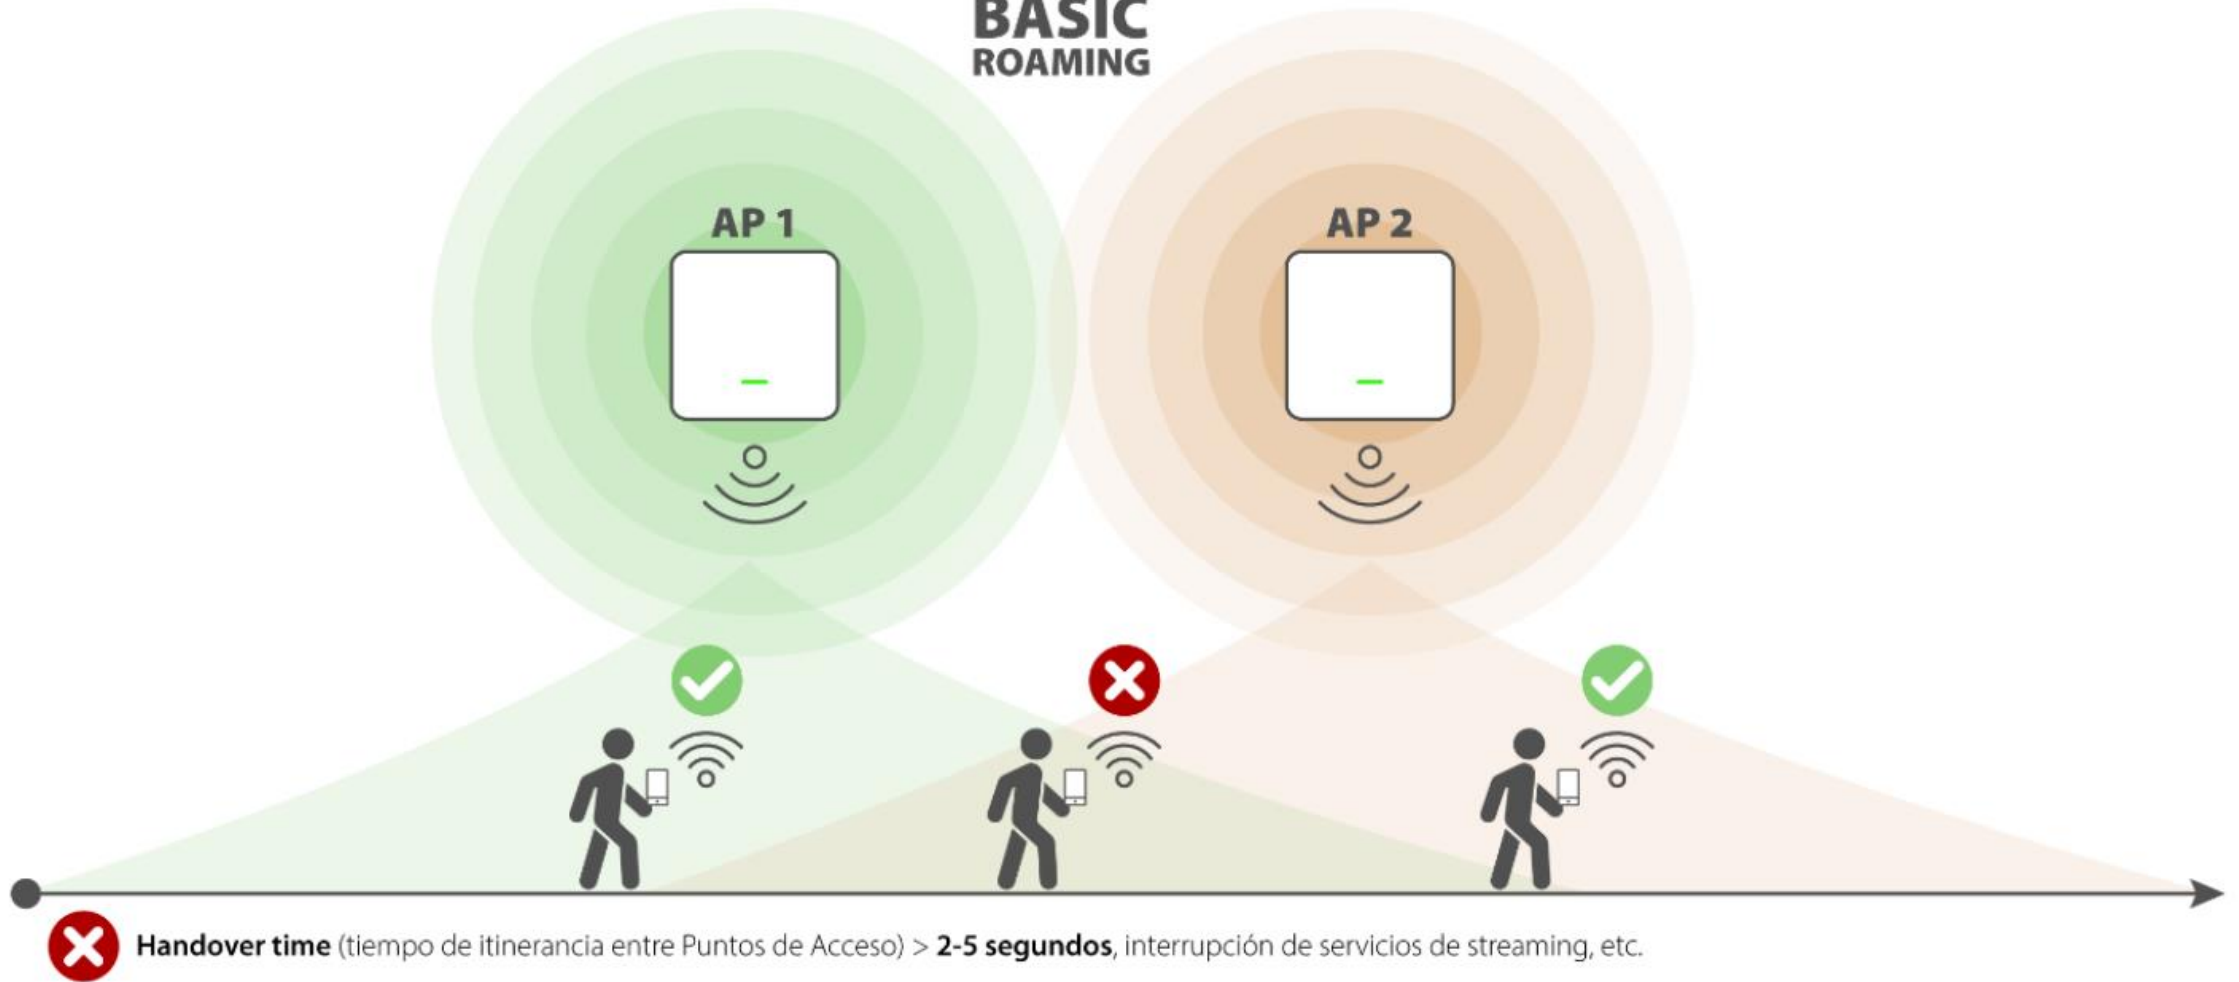 BASIC
ROAMING
AP 1
AP 2
Handover time (tiempo de itinerancia entre Puntos de Acceso) > 2-5 segundos, interrupción de servicios de streaming, etc.